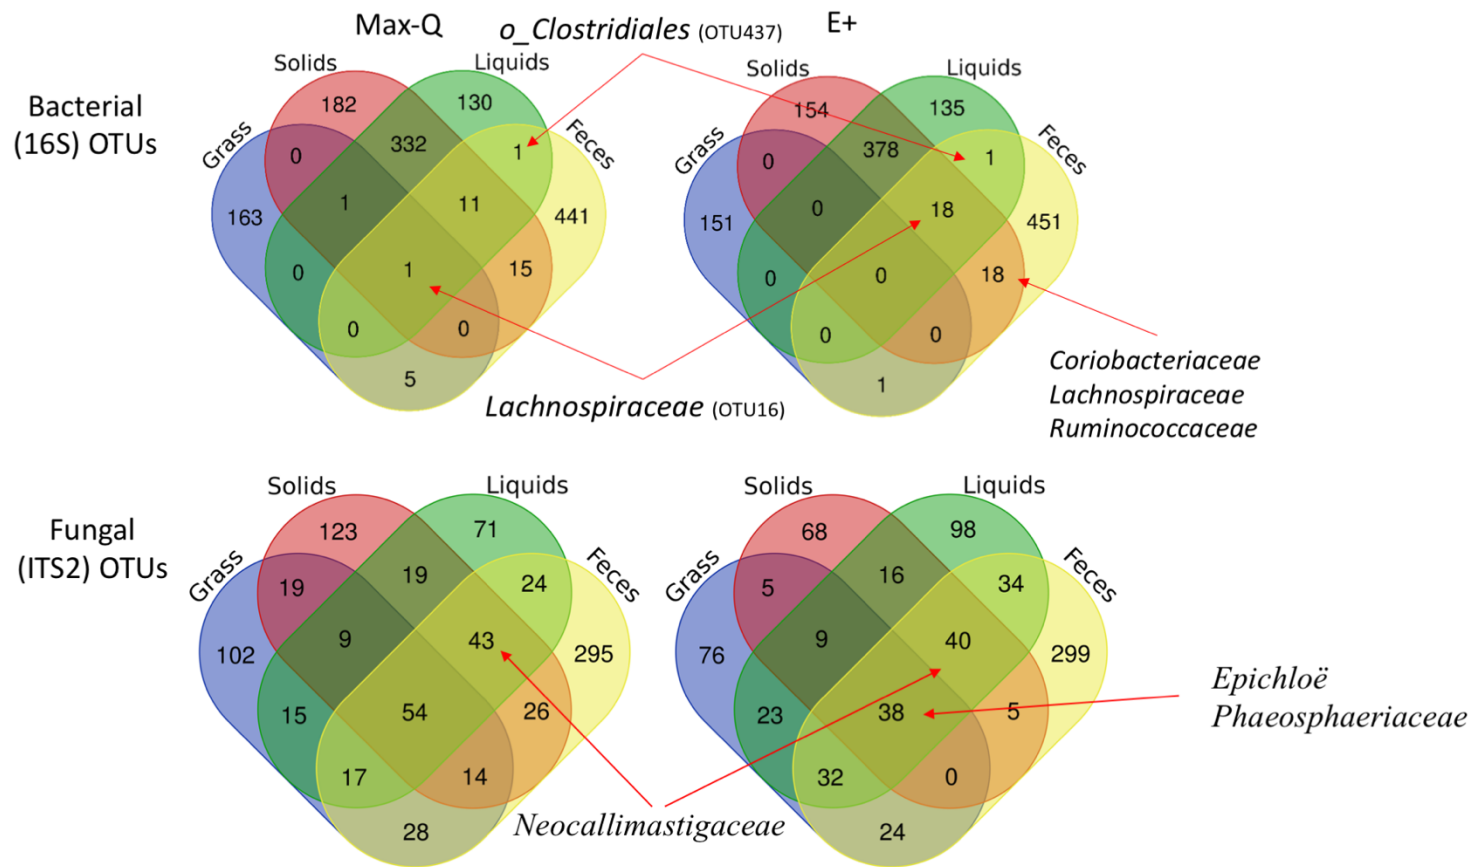 Max-Q
o_Clostridiales (OTU437)
E+
Solids
Liquids
Solids
Liquids
Bacterial
(16S) OTUs
Grass
Feces
Grass
Feces
182
130
154
135
0
332
1
0
378
1
163
1
11
441
151
0
18
451
0
1
15
0
0
18
0
0
0
0
5
1
Lachnospiraceae (OTU16)
Coriobacteriaceae
Lachnospiraceae
Ruminococcaceae
Solids
Liquids
Solids
Liquids
Fungal
(ITS2) OTUs
Grass
Feces
Grass
Feces
123
71
68
98
19
19
24
5
16
34
102
9
43
295
76
9
40
299
15
54
26
23
38
5
17
14
32
0
28
24
Epichloë
Phaeosphaeriaceae
Neocallimastigaceae